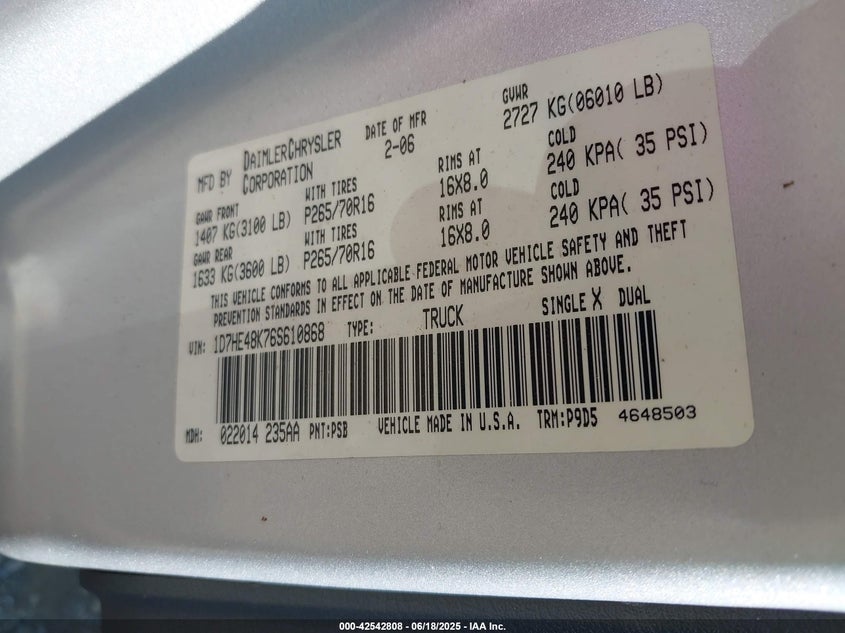 MFD BY DAIMLERCHRYSLER CORPORATION DATE OF MFR 2-06 GVWR 2727 KG(06010 LB)
GAWR FRONT WITH TIRES RIMS AT COLD
1407 KG(3100 LB) P265/70R16 16X8.0 240 KPA( 35 PSI)
GAWR REAR WITH TIRES RIMS AT COLD
1633 KG(3600 LB) P265/70R16 16X8.0 240 KPA( 35 PSI)
THIS VEHICLE CONFORMS TO ALL APPLICABLE FEDERAL MOTOR VEHICLE SAFETY AND THEFT
PREVENTION STANDARDS IN EFFECT ON THE DATE OF MANUFACTURE SHOWN ABOVE.
VIN: 1D7HE48K76S610868 TYPE: TRUCK SINGLE X DUAL
MDH: 022014 235AA PNT:PSB VEHICLE MADE IN U.S.A. TRM:P9D5 4648503
000-42542808 - 06/18/2025 - IAA Inc.